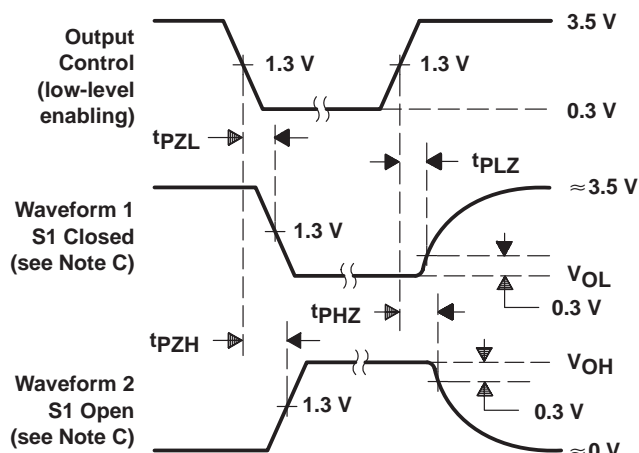 Output
Control
(low-level
enabling)
3.5 V
1.3 V
1.3 V
0.3 V
tPZL
tPLZ
Waveform 1
S1 Closed
(see Note C)
≈3.5 V
1.3 V
VOL
0.3 V
tPHZ
tPZH
Waveform 2
S1 Open
(see Note C)
VOH
1.3 V
0.3 V
≈0 V